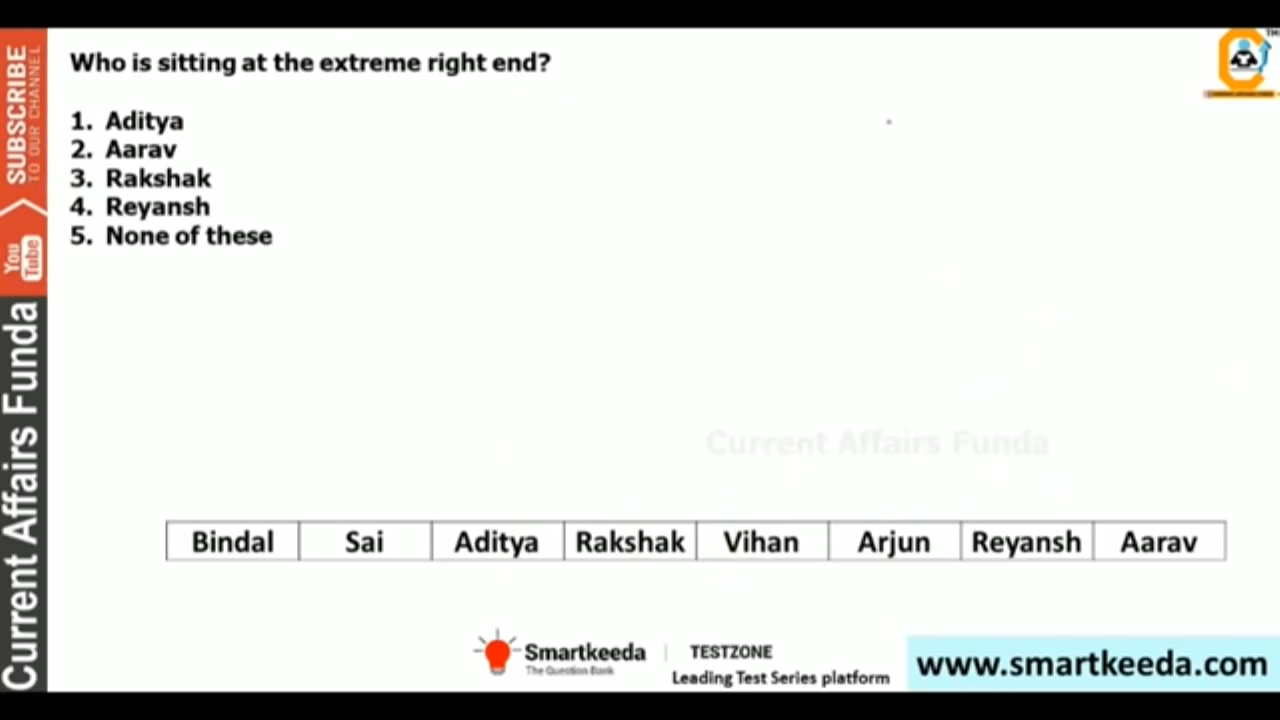 Who is sitting at the extreme right end?
1. Aditya
2. Aarav
3. Rakshak
4. Reyansh
5. None of these
SUBSCRIBE
TO OUR CHANNEL
You Tube
Current Affairs Funda
TM
Current Affairs Funda
Bindal Sai Aditya Rakshak Vihan Arjun Reyansh Aarav
Smartkeeda | TESTZONE
The Question Bank
Leading Test Series platform
www.smartkeeda.com